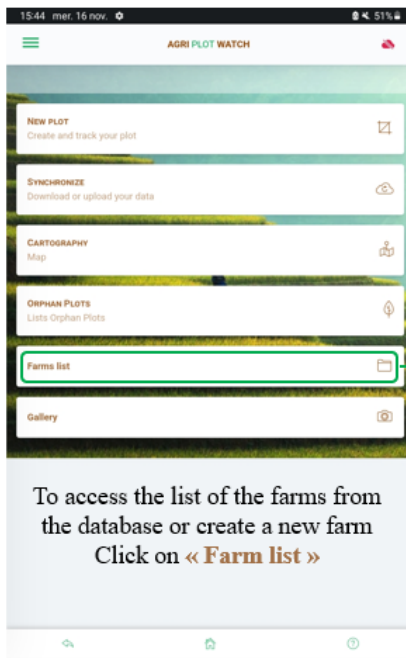 15:44 mer. 16 nov. 51%
AGRI PLOT WATCH
NEW PLOT
Create and track your plot
SYNCHRONIZE
Download or upload your data
CARTOGRAPHY
Map
ORPHAN PLOTS
Lists Orphan Plots
Farms list
Gallery
To access the list of the farms from
the database or create a new farm
Click on « Farm list »